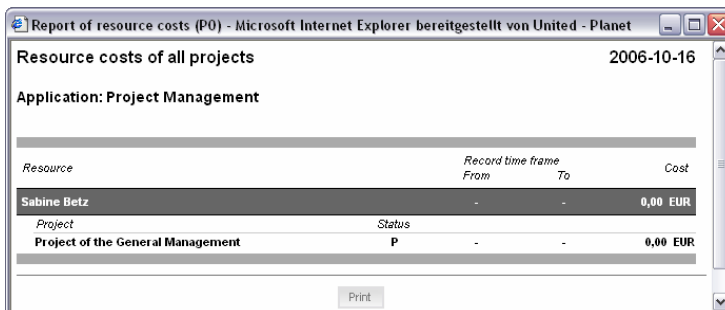 Report of resource costs (P0) - Microsoft Internet Explorer bereitgestellt von United - Planet
Resource costs of all projects 2006-10-16
Application: Project Management
Record time frame
Resource From To Cost
Sabine Betz - - 0,00 EUR
Project Status
Project of the General Management P - - 0,00 EUR
Print